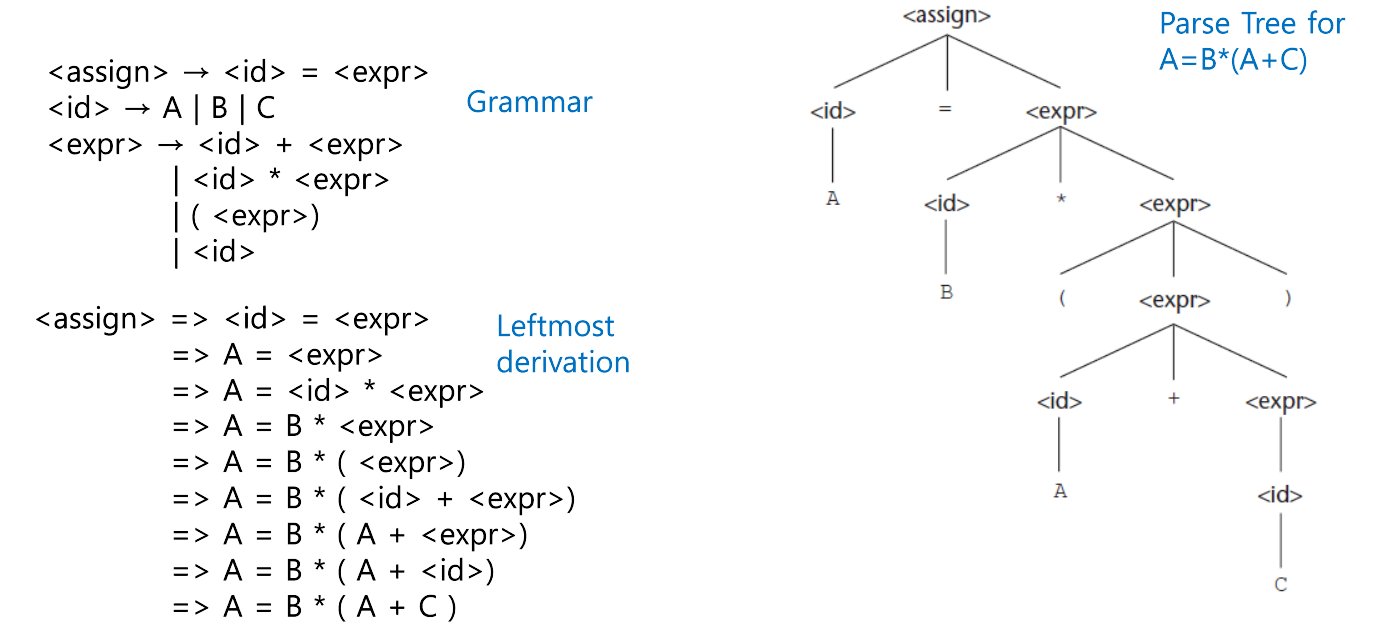 <assign> → <id> = <expr>
<id> → A | B | C
<expr> → <id> + <expr>
| <id> * <expr>
| ( <expr>)
| <id>
Grammar
<assign> => <id> = <expr>
=> A = <expr>
=> A = <id> * <expr>
=> A = B * <expr>
=> A = B * ( <expr>)
=> A = B * ( <id> + <expr>)
=> A = B * ( A + <expr>)
=> A = B * ( A + <id>)
=> A = B * ( A + C )
Leftmost
derivation
Parse Tree for
A=B*(A+C)
<assign>
<id> = <expr>
A <id> * <expr>
B ( <expr> )
<id> + <expr>
A <id>
C